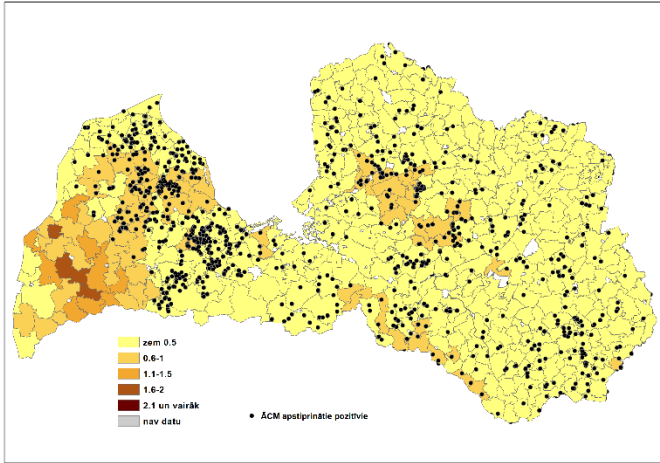 zem 0.5
0.6-1
1.1-1.5
1.6-2
2.1 un vairāk
nav datu
ĀCM apstiprinātie pozitīvie